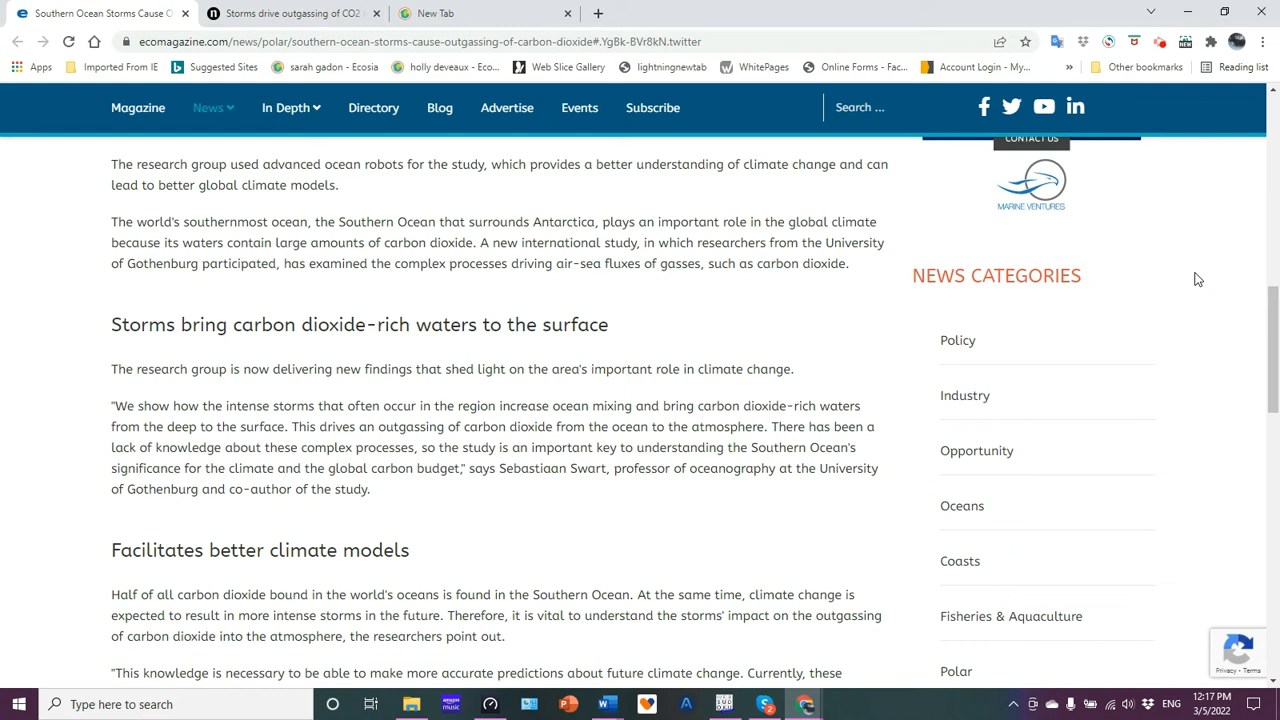 Southern Ocean Storms Cause O
Storms drive outgassing of CO2
New Tab
ecomagazine.com/news/polar/southern-ocean-storms-cause-outgassing-of-carbon-dioxide#.YgBk-BVr8kN.twitter
Apps
Imported From IE
Suggested Sites
sarah gadon - Ecosia
holly deveaux - Eco...
Web Slice Gallery
lightningnewtab
WhitePages
Online Forms - Fac...
Account Login - My...
»
Other bookmarks
Reading list
Magazine
News
In Depth
Directory
Blog
Advertise
Events
Subscribe
Search ...
CONTACT US
MARINE VENTURES
The research group used advanced ocean robots for the study, which provides a better understanding of climate change and can
lead to better global climate models.
The world's southernmost ocean, the Southern Ocean that surrounds Antarctica, plays an important role in the global climate
because its waters contain large amounts of carbon dioxide. A new international study, in which researchers from the University
of Gothenburg participated, has examined the complex processes driving air-sea fluxes of gasses, such as carbon dioxide.
Storms bring carbon dioxide-rich waters to the surface
The research group is now delivering new findings that shed light on the area's important role in climate change.
"We show how the intense storms that often occur in the region increase ocean mixing and bring carbon dioxide-rich waters
from the deep to the surface. This drives an outgassing of carbon dioxide from the ocean to the atmosphere. There has been a
lack of knowledge about these complex processes, so the study is an important key to understanding the Southern Ocean's
significance for the climate and the global carbon budget," says Sebastiaan Swart, professor of oceanography at the University
of Gothenburg and co-author of the study.
Facilitates better climate models
Half of all carbon dioxide bound in the world's oceans is found in the Southern Ocean. At the same time, climate change is
expected to result in more intense storms in the future. Therefore, it is vital to understand the storms' impact on the outgassing
of carbon dioxide into the atmosphere, the researchers point out.
"This knowledge is necessary to be able to make more accurate predictions about future climate change. Currently, these
NEWS CATEGORIES
Policy
Industry
Opportunity
Oceans
Coasts
Fisheries & Aquaculture
Polar
Privacy - Terms
Type here to search
ENG
12:17 PM
3/5/2022